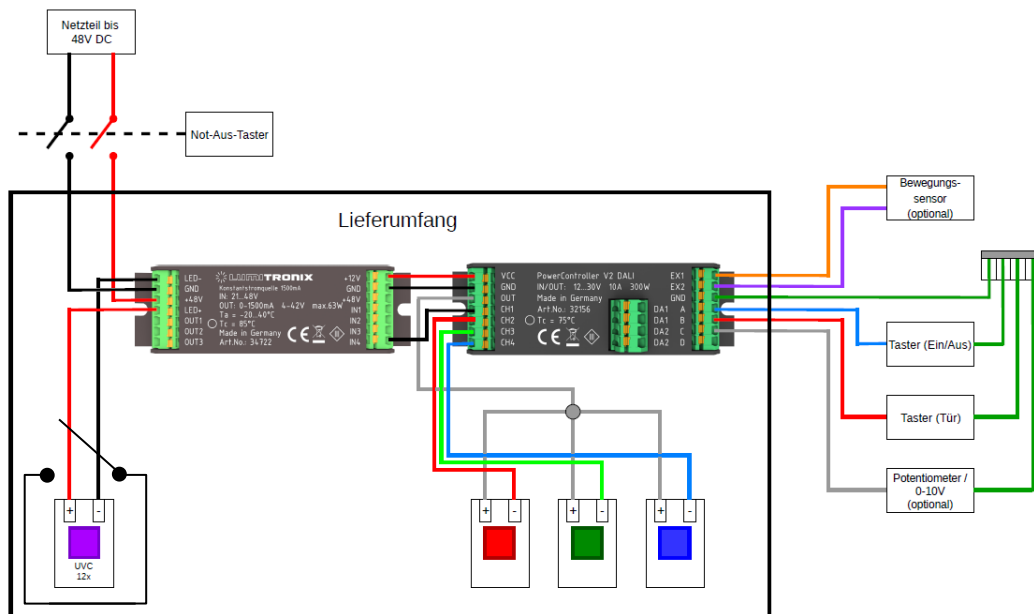 Netzteil bis
48V DC
Not-Aus-Taster
Lieferumfang
LED-
GND
+48V
LED+
OUT1
OUT2
OUT3
LUMITRONIX
Konstantstromquelle 1500mA
IN: 21...48V
OUT: 0-1500mA 4-42V max.63W
Ta = -20...40°C
Tc = 85°C
Made in Germany
Art.No.: 34722
CE
+12V
GND
+48V
IN1
IN2
IN3
IN4
VCC
GND
OUT
CH1
CH2
CH3
CH4
PowerController V2 DALI
IN/OUT: 12...30V 10A 300W
Made in Germany
Art.No.: 32156
Tc = 75°C
CE
EX1
EX2
GND
DA1 A
DA1 B
DA2 C
DA2 D
Bewegungs-
sensor
(optional)
Taster (Ein/Aus)
Taster (Tür)
Potentiometer /
0-10V
(optional)
+ -
UVC
12x
+ -
+ -
+ -